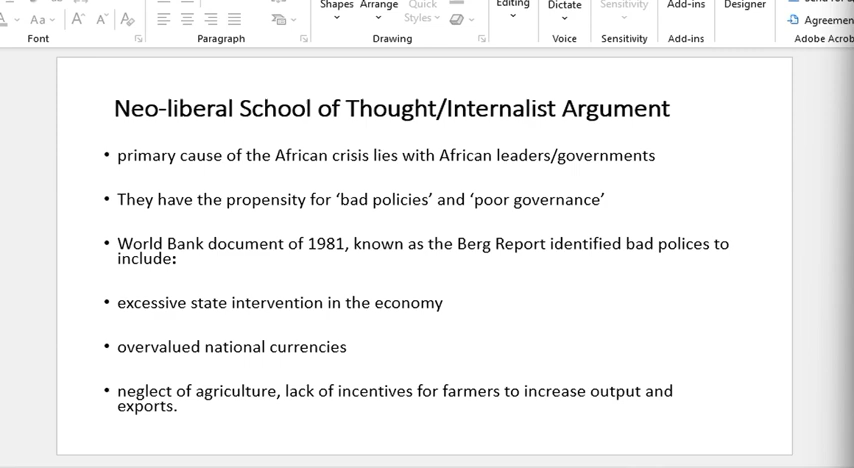 Shapes Arrange Quick Styles Editing Dictate Sensitivity Add-ins Designer
Aa A A A Agreemen
Font Paragraph Drawing Voice Sensitivity Add-ins Adobe Acrob
Neo-liberal School of Thought/Internalist Argument
• primary cause of the African crisis lies with African leaders/governments
• They have the propensity for ‘bad policies’ and ‘poor governance’
• World Bank document of 1981, known as the Berg Report identified bad polices to
include:
• excessive state intervention in the economy
• overvalued national currencies
• neglect of agriculture, lack of incentives for farmers to increase output and
exports.